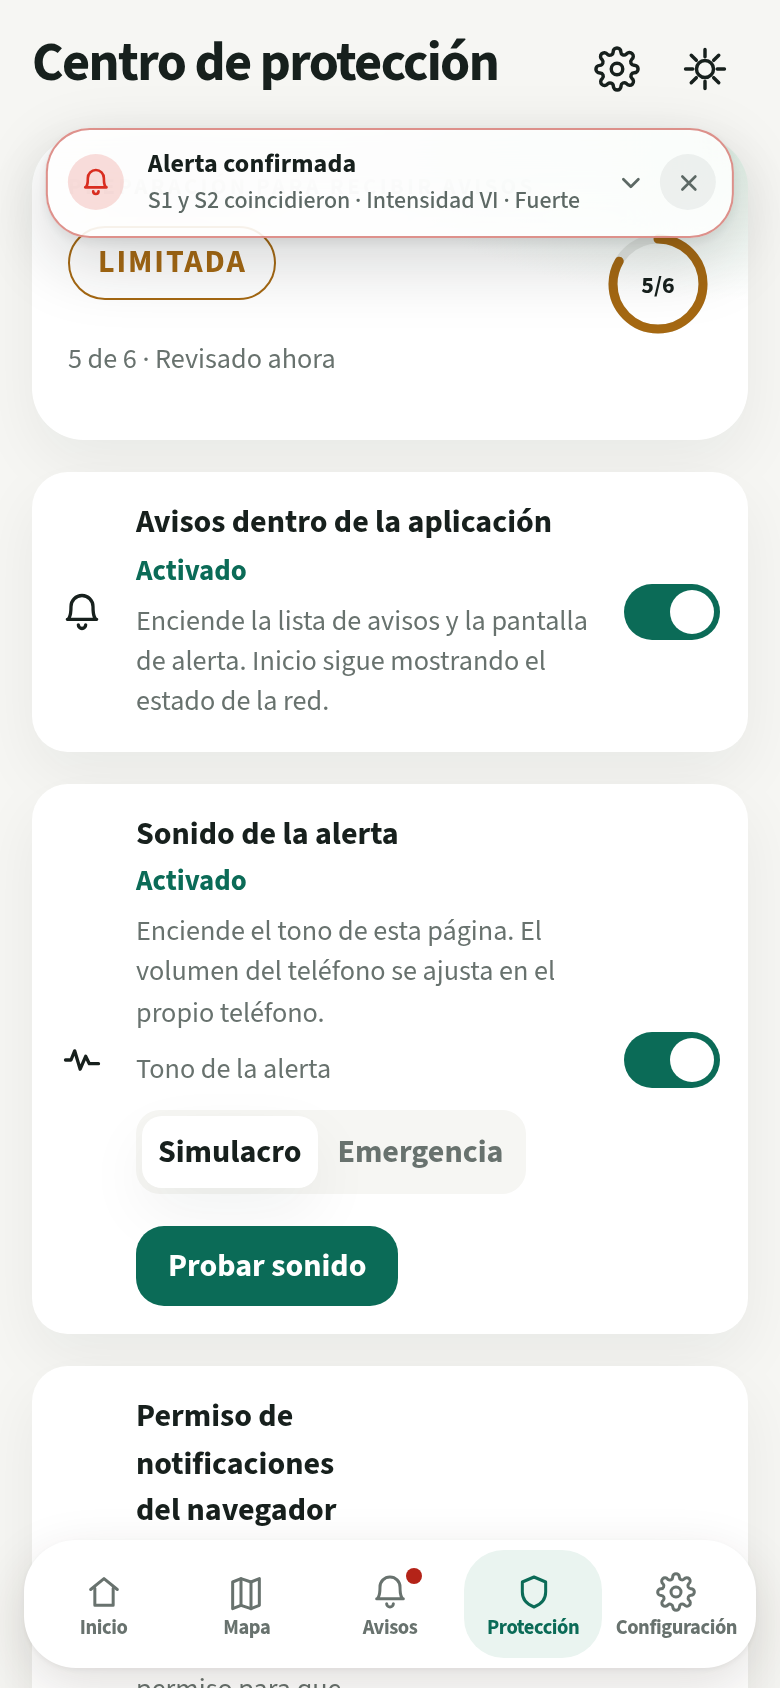 Centro de protección
Alerta confirmada
S1 y S2 coincidieron · Intensidad VI · Fuerte
LIMITADA
5/6
5 de 6 · Revisado ahora
Avisos dentro de la aplicación
Activado
Enciende la lista de avisos y la pantalla
de alerta. Inicio sigue mostrando el
estado de la red.
Sonido de la alerta
Activado
Enciende el tono de esta página. El
volumen del teléfono se ajusta en el
propio teléfono.
Tono de la alerta
Simulacro
Emergencia
Probar sonido
Permiso de
notificaciones
del navegador
Inicio
Mapa
Avisos
Protección
Configuración
permiso para que